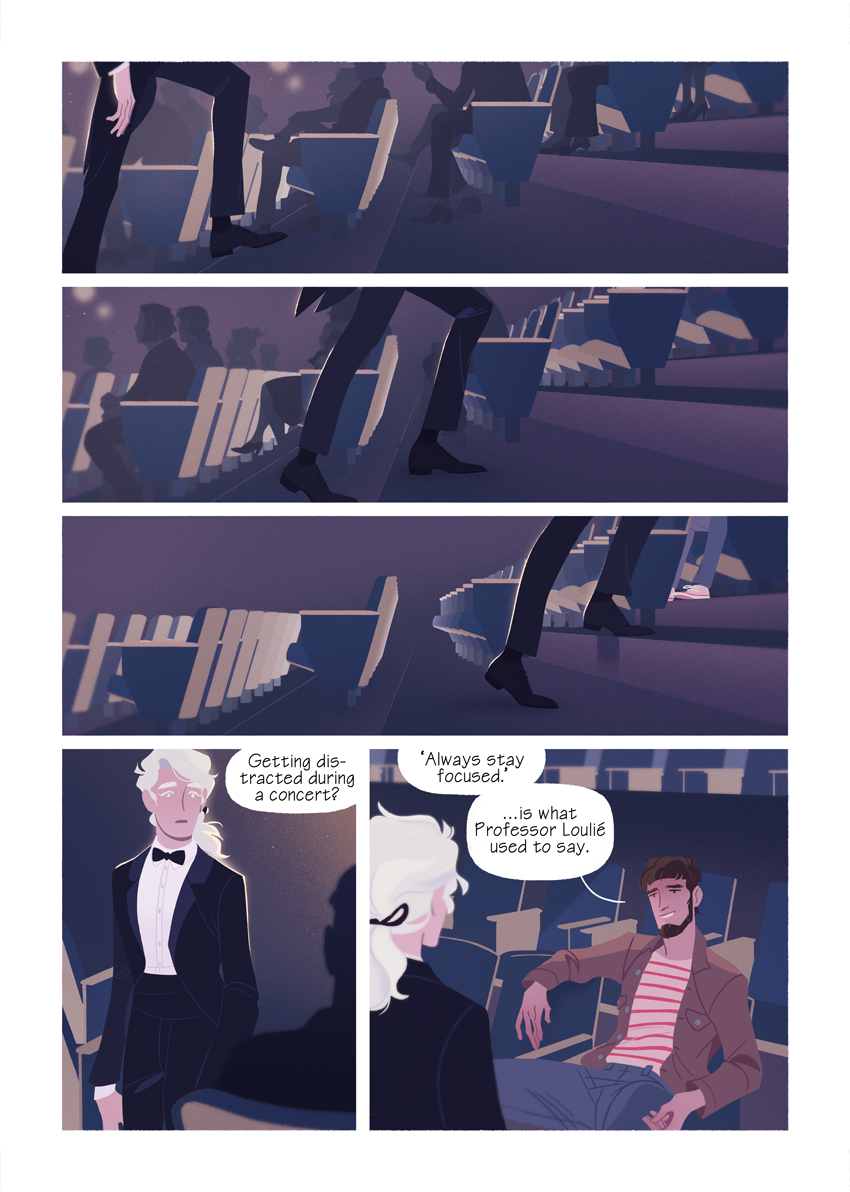 Getting dis-
tracted during
a concert?
'Always stay
focused.'
...is what
Professor Loulié
used to say.